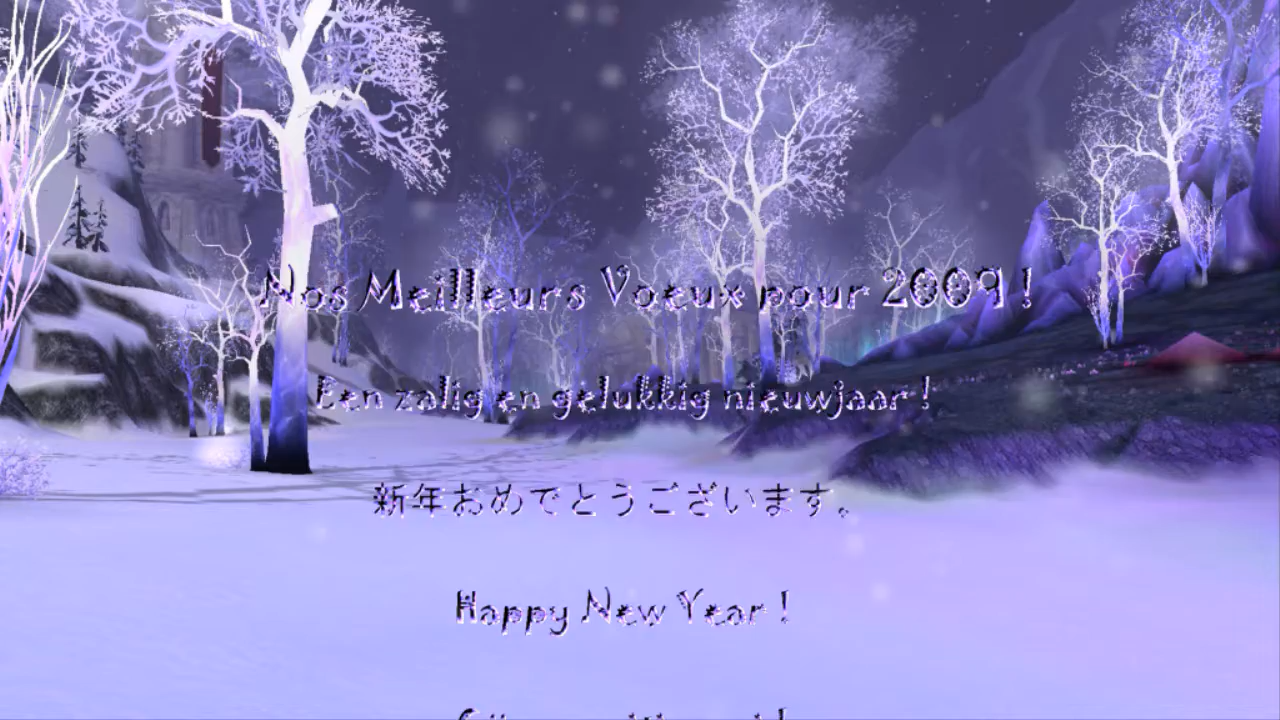 Nos Meilleurs Voeux pour 2009 !
Een zalig en gelukkig nieuwjaar !
新年おめでとうございます。
Happy New Year !